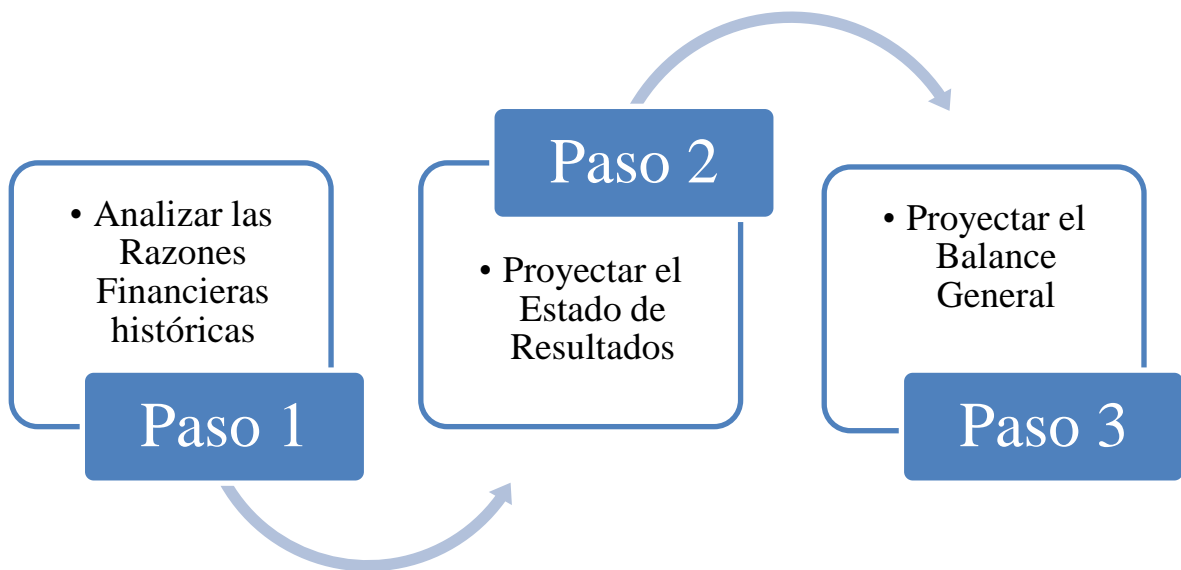 • Analizar las
Razones
Financieras
históricas
Paso 1
Paso 2
• Proyectar el
Estado de
Resultados
• Proyectar el
Balance
General
Paso 3